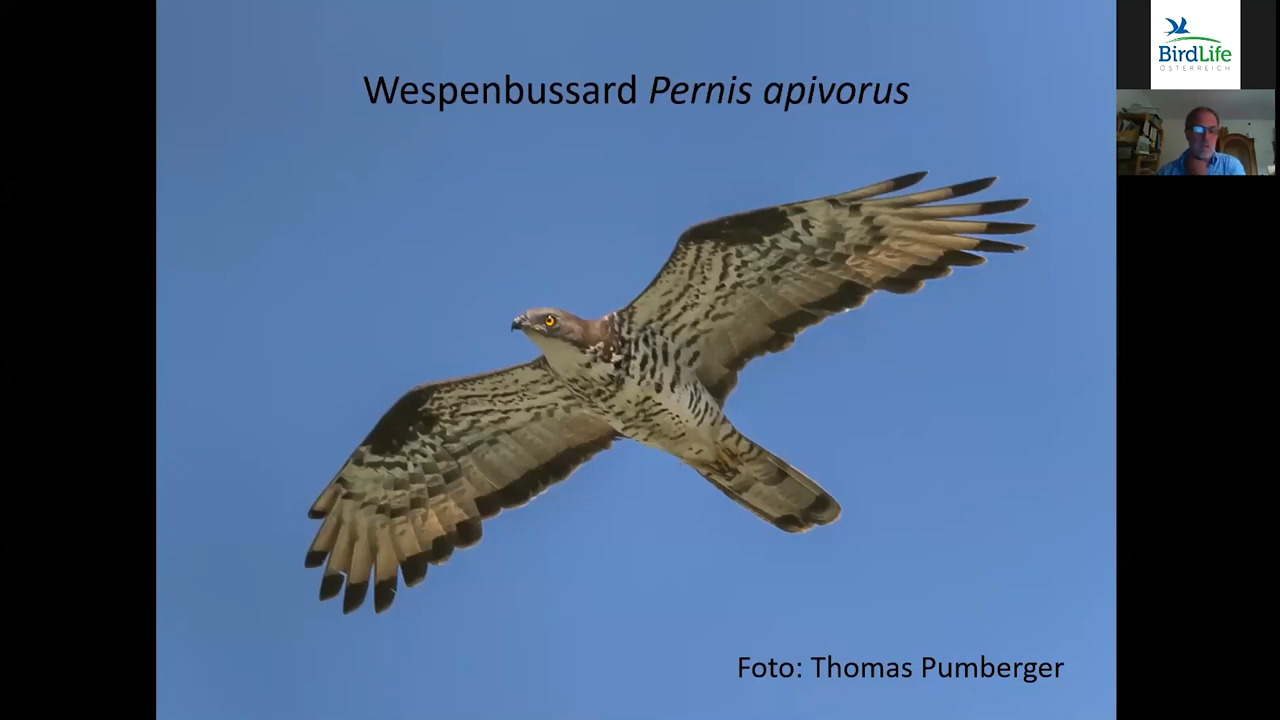 Wespenbussard Pernis apivorus
BirdLife
ÖSTERREICH
Foto: Thomas Pumberger